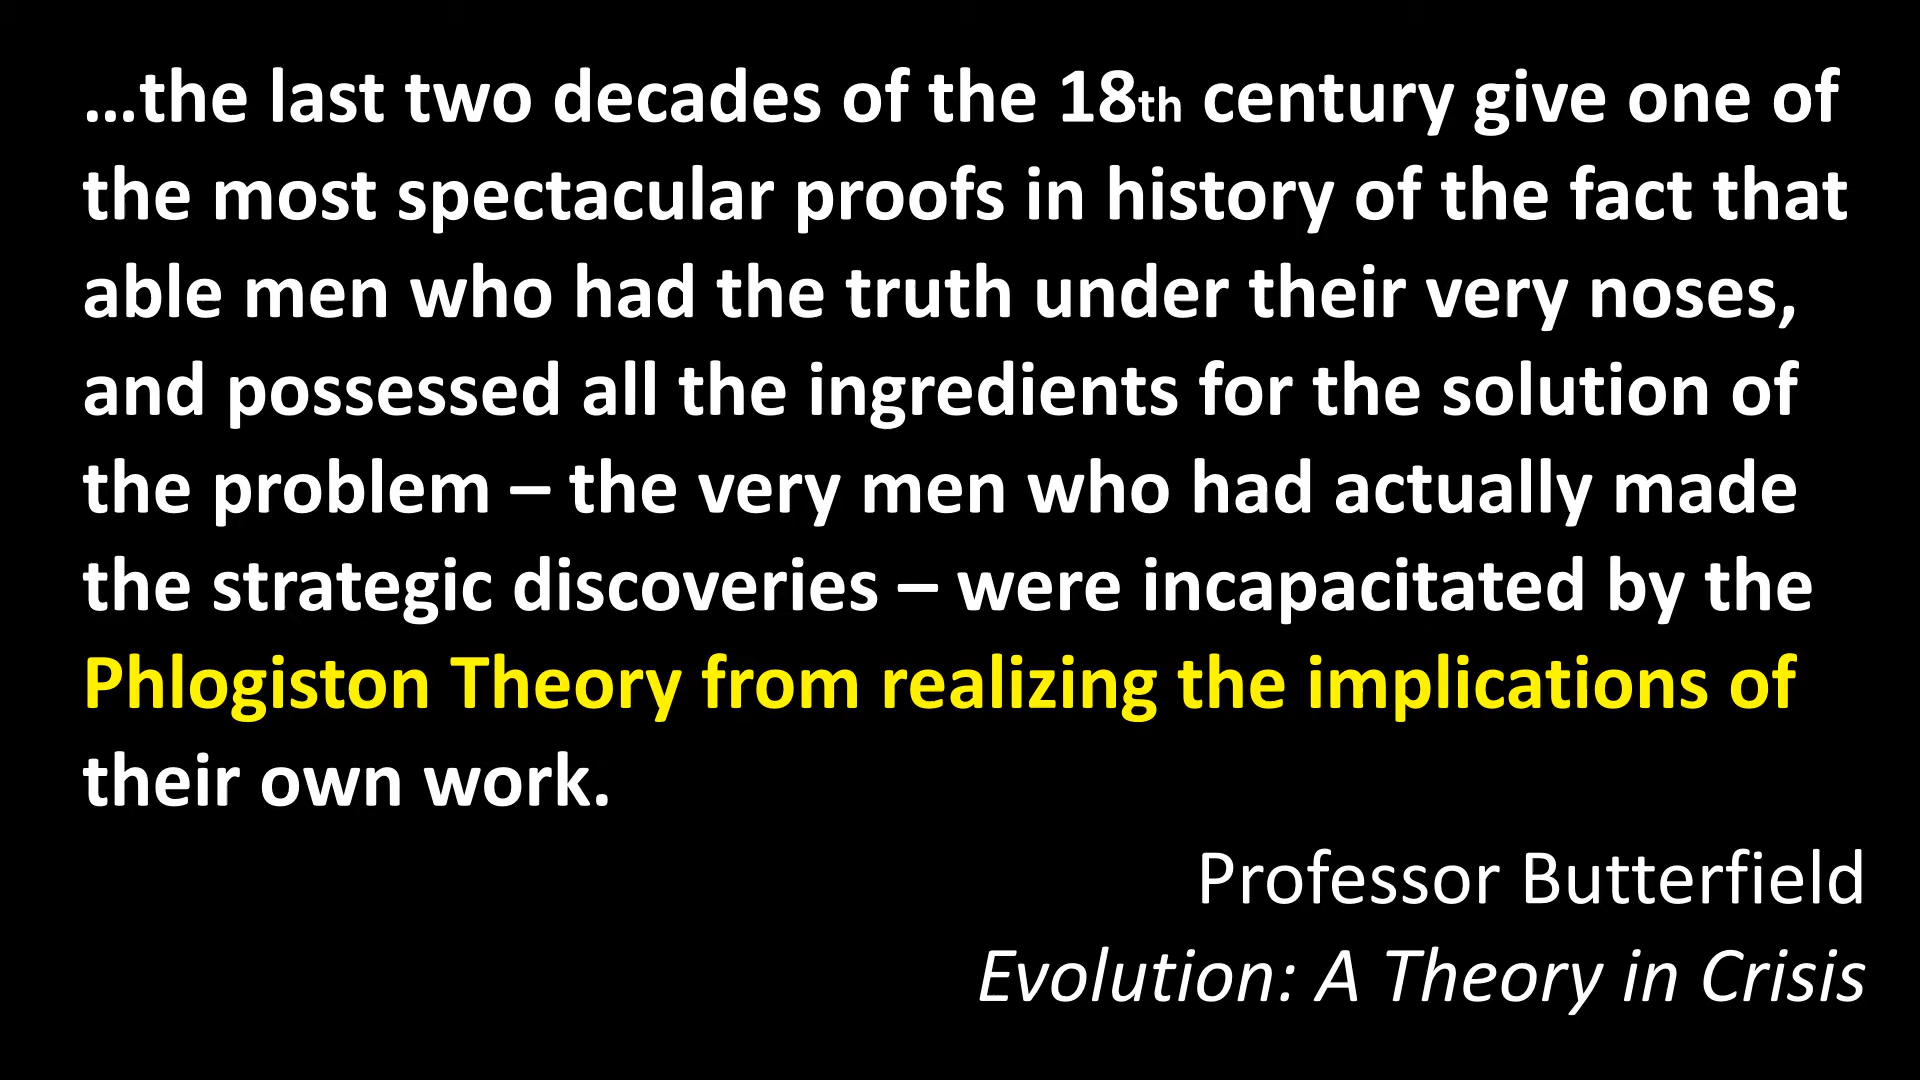 …the last two decades of the 18th century give one of
the most spectacular proofs in history of the fact that
able men who had the truth under their very noses,
and possessed all the ingredients for the solution of
the problem – the very men who had actually made
the strategic discoveries – were incapacitated by the
Phlogiston Theory from realizing the implications of
their own work.
Professor Butterfield
Evolution: A Theory in Crisis